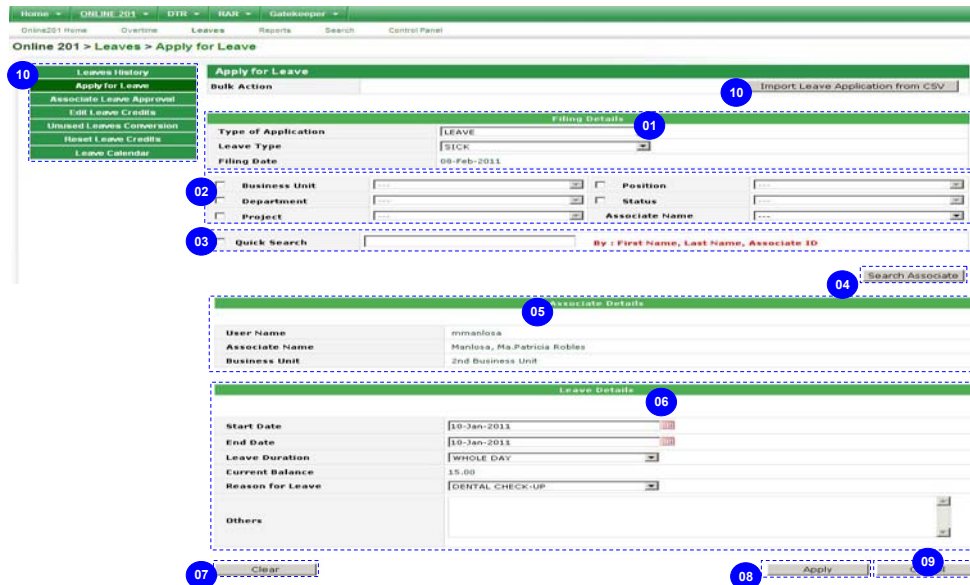 Home ONLINE 201 DTR RAR Gatekeeper
Online201 Home Overtime Leaves Reports Search Control Panel
Online 201 > Leaves > Apply for Leave
10 Leaves History
Apply for Leave
Associate Leave Approval
Edit Leave Credits
Unused Leaves Conversion
Reset Leave Credits
Leave Calendar
Apply for Leave
Bulk Action 10 Import Leave Application from CSV
Filing Details 01
Type of Application LEAVE
Leave Type SICK
Filing Date 08-Feb-2011
02 Business Unit --- Position ---
Department --- Status ---
Project --- Associate Name ---
03 Quick Search By : First Name, Last Name, Associate ID
04 Search Associate
Associate Details
05
User Name mmanlosa
Associate Name Manlosa, Ma.Patricia Robles
Business Unit 2nd Business Unit
Leave Details
06
Start Date 10-Jan-2011
End Date 10-Jan-2011
Leave Duration WHOLE DAY
Current Balance 15.00
Reason for Leave DENTAL CHECK-UP
Others
07 Clear 08 Apply 09